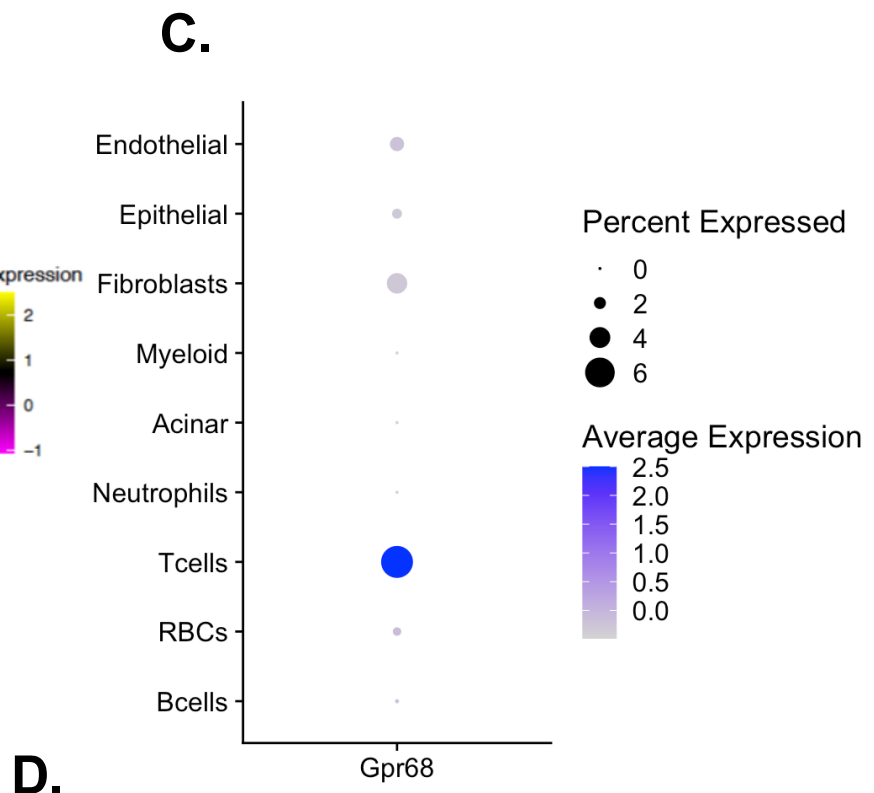 C.
xpression
2
1
0
−1
Endothelial
Epithelial
Fibroblasts
Myeloid
Acinar
Neutrophils
Tcells
RBCs
Bcells
Gpr68
Percent Expressed
0
2
4
6
Average Expression
2.5
2.0
1.5
1.0
0.5
0.0
D.